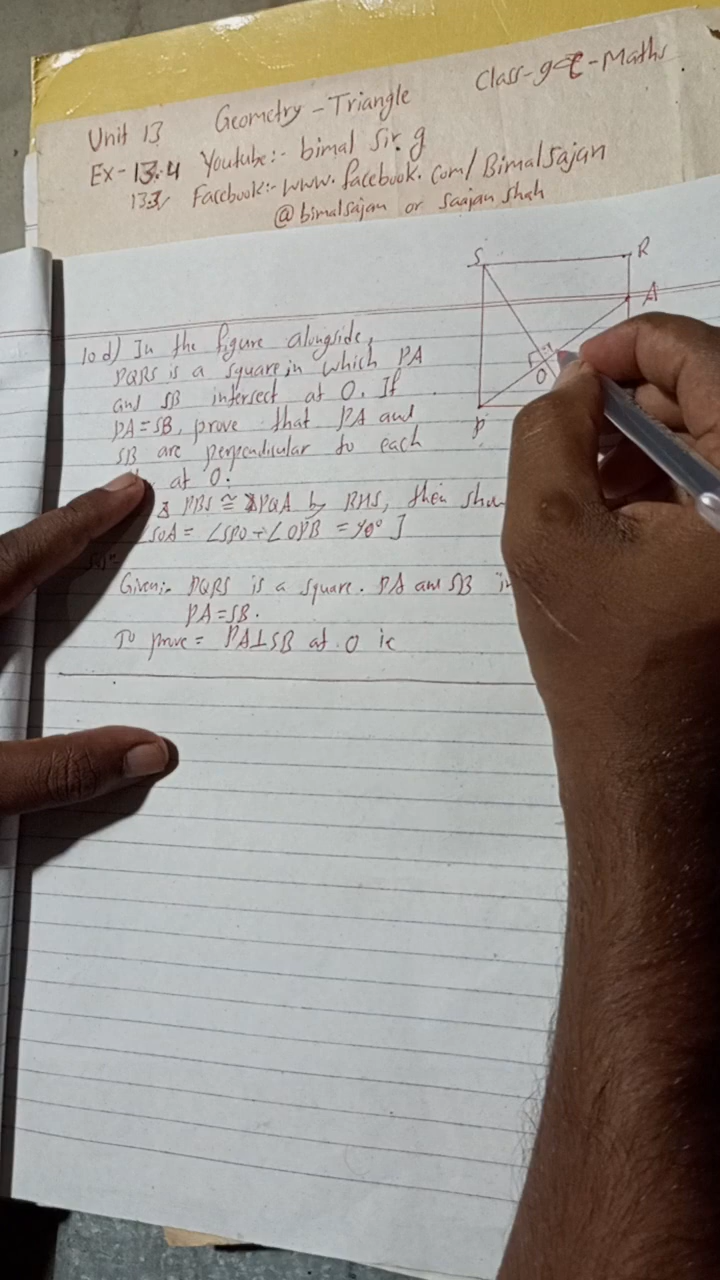 Unit 13 Geometry - Triangle Class-9 - Maths
Ex- 13.4 Youtube:- bimal sir.g
13.3 Facebook:- www.facebook.com/Bimalsajan
@bimalsajan or saajan shah
S R
A
O
P
10 d) In the figure alongside,
PQRS is a square in which PA
and SB intersect at O. If
PA = SB, prove that PA and
SB are perpendicular to each
at O.
PBS ≅ PQA by RHS, then
SOA = ∠SPO + ∠OPB = 90° ]
Given:- PQRS is a square. PA and SB
PA = SB.
To prove = PA⊥SB at O ie